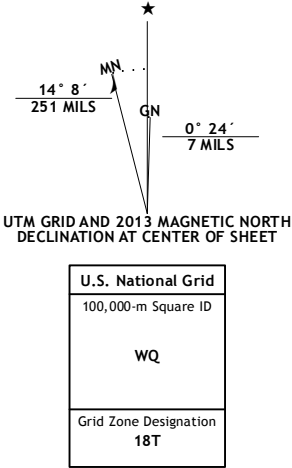 ★
MN
14° 8´
251 MILS
GN
0° 24´
7 MILS
UTM GRID AND 2013 MAGNETIC NORTH
DECLINATION AT CENTER OF SHEET
U.S. National Grid
100,000-m Square ID
WQ
Grid Zone Designation
18T